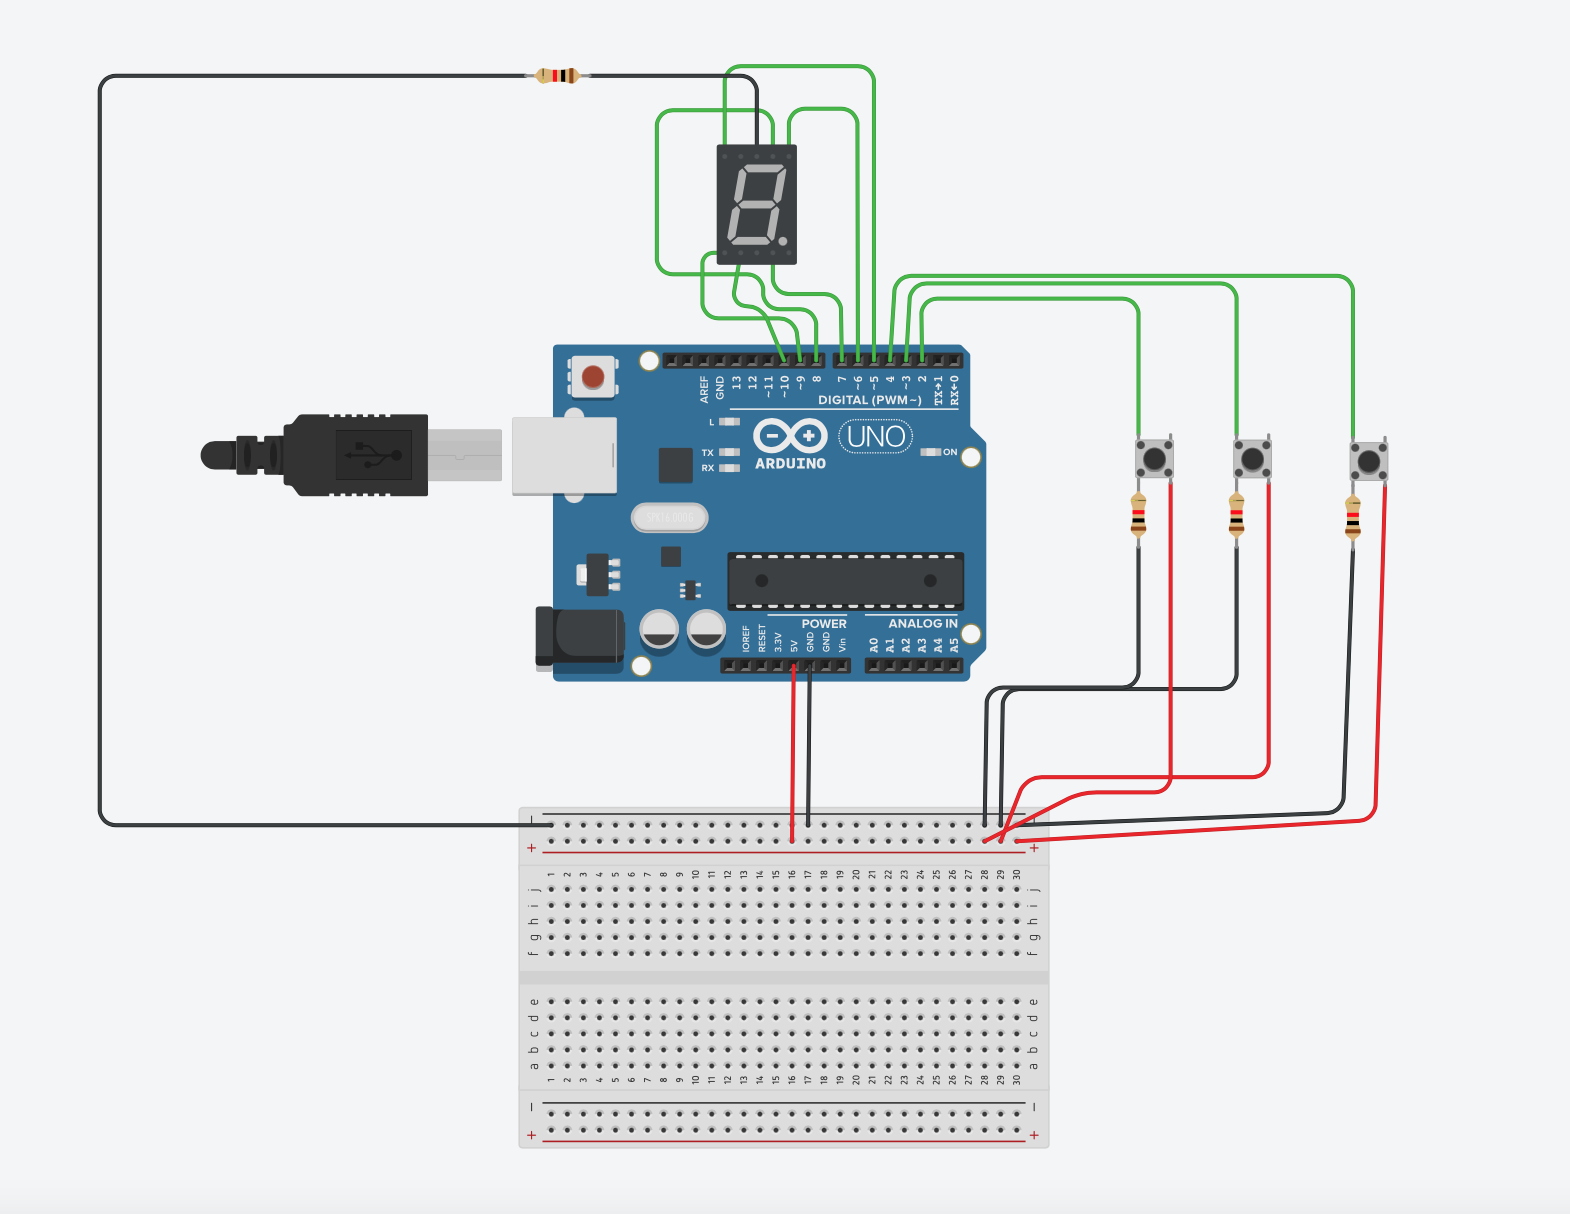 AREF
GND
13
12
~11
~10
~9
8
7
~6
~5
4
~3
2
TX→1
RX←0
DIGITAL (PWM~)
L
TX
RX
ARDUINO
UNO
ON
POWER
ANALOG IN
IOREF
RESET
3.3V
5V
GND
GND
Vin
A0
A1
A2
A3
A4
A5
− −
+ +
1 2 3 4 5 6 7 8 9 10 11 12 13 14 15 16 17 18 19 20 21 22 23 24 25 26 27 28 29 30
j j
i i
h h
g g
f f
e e
d d
c c
b b
a a
1 2 3 4 5 6 7 8 9 10 11 12 13 14 15 16 17 18 19 20 21 22 23 24 25 26 27 28 29 30
− −
+ +